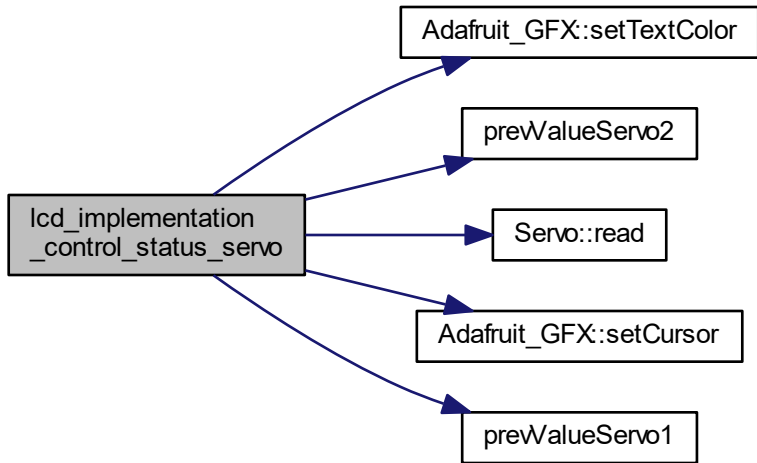 Adafruit_GFX::setTextColor
prevValueServo2
lcd_implementation
_control_status_servo
Servo::read
Adafruit_GFX::setCursor
prevValueServo1